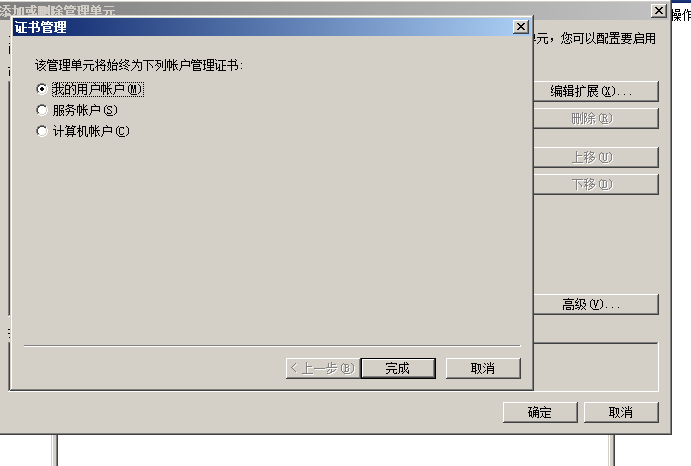 添加或删除管理单元
操作
证书管理
单元，您可以配置要启用
该管理单元将始终为下列帐户管理证书:
我的用户帐户(M)
服务帐户(S)
计算机帐户(C)
编辑扩展(X)...
删除(R)
上移(U)
下移(D)
高级(V)...
< 上一步(B)
完成
取消
确定
取消